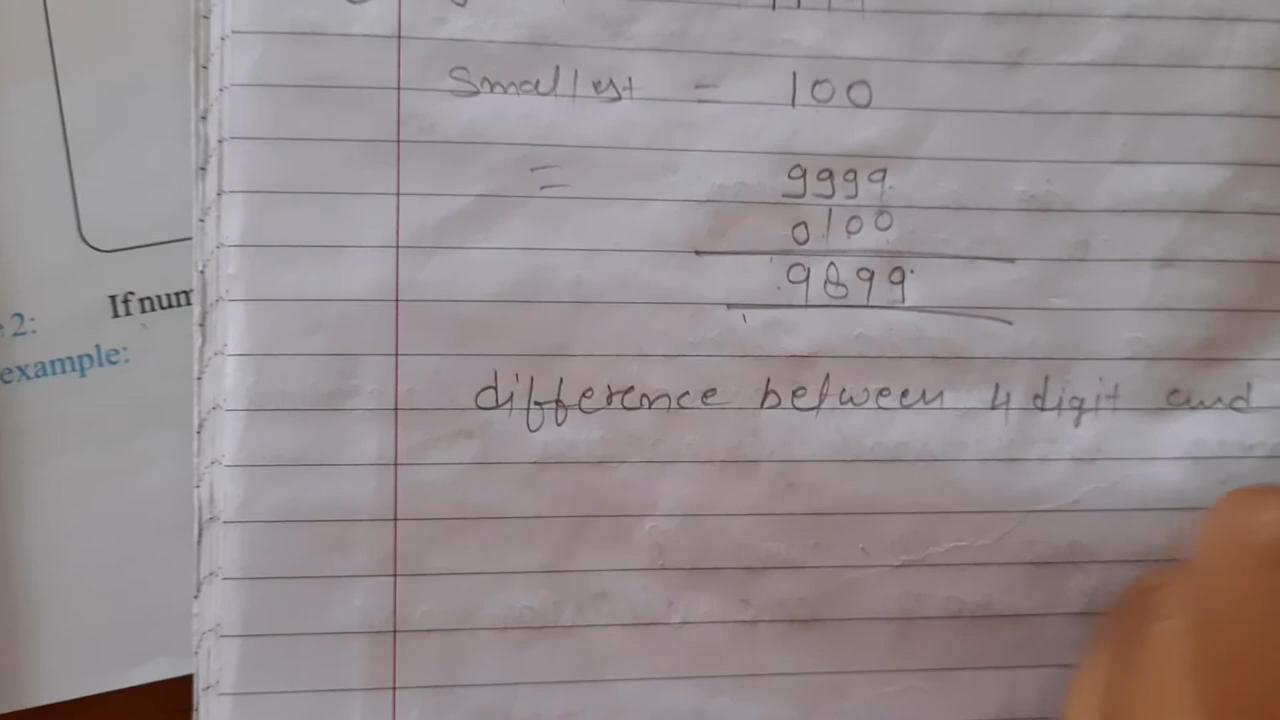 Smallest = 100
= 9999
0100
9899
difference between 4 digit and
If num
2:
example: